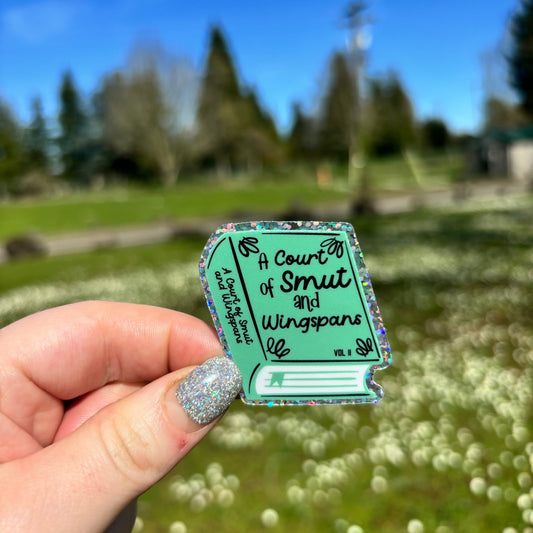 A Court
of Smut
and
Wingspans
VOL II
A Court of Smut
and Wingspans